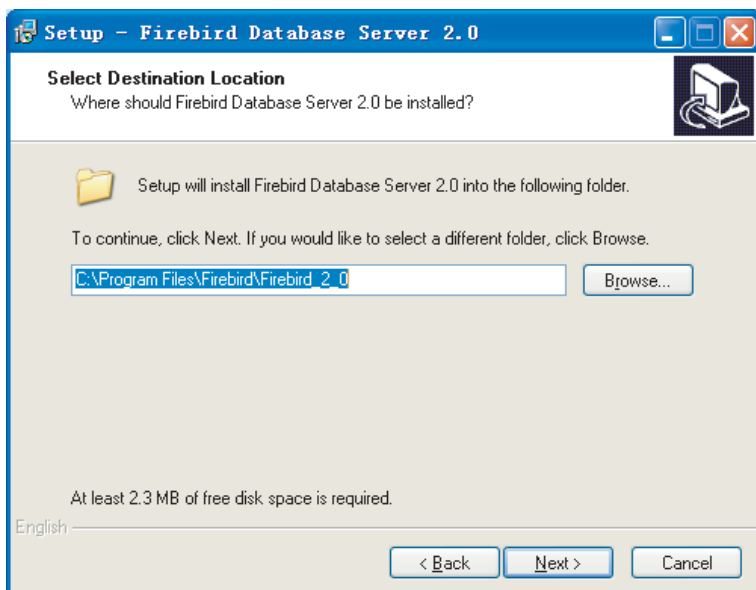 Setup - Firebird Database Server 2.0
Select Destination Location
Where should Firebird Database Server 2.0 be installed?
Setup will install Firebird Database Server 2.0 into the following folder.
To continue, click Next. If you would like to select a different folder, click Browse.
C:\Program Files\Firebird\Firebird_2_0
Browse...
At least 2.3 MB of free disk space is required.
English
< Back Next > Cancel